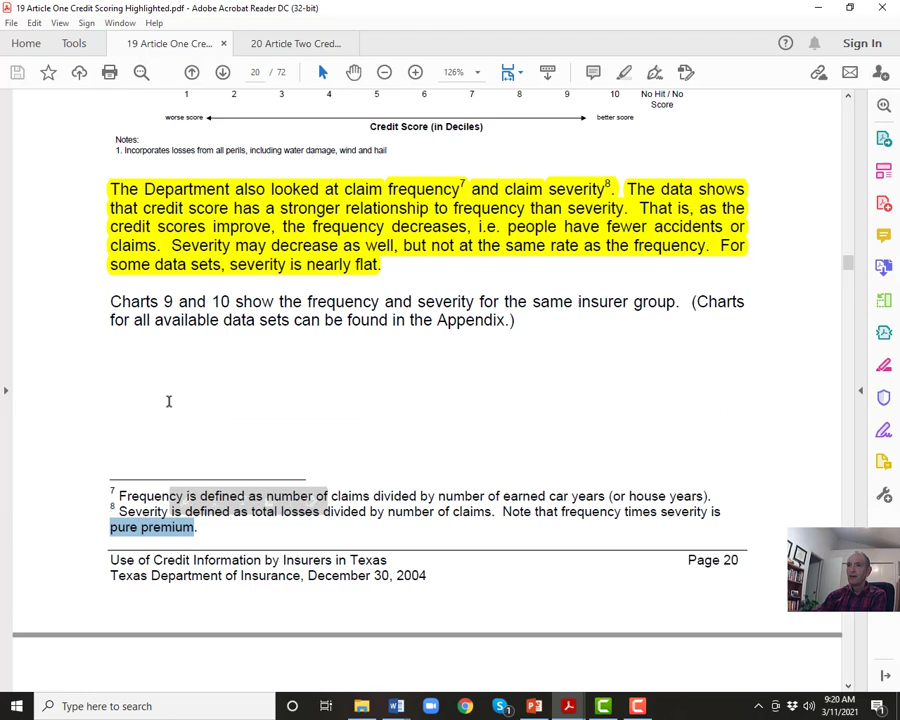 19 Article One Credit Scoring Highlighted.pdf - Adobe Acrobat Reader DC (32-bit)
File Edit View Sign Window Help
Home Tools 19 Article One Cre... × 20 Article Two Cred... Sign In
20 / 72 126%
1 2 3 4 5 6 7 8 9 10 No Hit / No
Score
worse score better score
Credit Score (in Deciles)
Notes:
1. Incorporates losses from all perils, including water damage, wind and hail
The Department also looked at claim frequency7 and claim severity8. The data shows
that credit score has a stronger relationship to frequency than severity. That is, as the
credit scores improve, the frequency decreases, i.e. people have fewer accidents or
claims. Severity may decrease as well, but not at the same rate as the frequency. For
some data sets, severity is nearly flat.
Charts 9 and 10 show the frequency and severity for the same insurer group. (Charts
for all available data sets can be found in the Appendix.)
7 Frequency is defined as number of claims divided by number of earned car years (or house years).
8 Severity is defined as total losses divided by number of claims. Note that frequency times severity is
pure premium.
Use of Credit Information by Insurers in Texas Page 20
Texas Department of Insurance, December 30, 2004
Type here to search
9:20 AM
3/11/2021